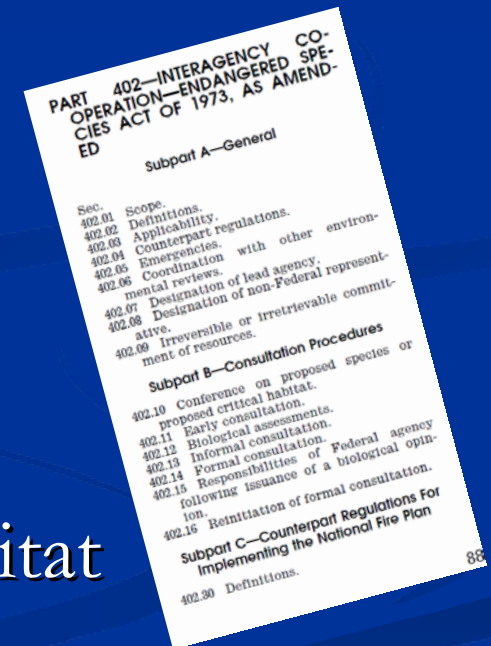 PART 402—INTERAGENCY CO-
OPERATION—ENDANGERED SPE-
CIES ACT OF 1973, AS AMEND-
ED
Subpart A—General
Sec.
402.01 Scope.
402.02 Definitions.
402.03 Applicability.
402.04 Counterpart regulations.
402.05 Emergencies.
402.06 Coordination with other environ-
mental reviews.
402.07 Designation of lead agency.
402.08 Designation of non-Federal represent-
ative.
402.09 Irreversible or irretrievable commit-
ment of resources.
Subpart B—Consultation Procedures
402.10 Conference on proposed species or
proposed critical habitat.
402.11 Early consultation.
402.12 Biological assessments.
402.13 Informal consultation.
402.14 Formal consultation.
402.15 Responsibilities of Federal agency
following issuance of a biological opin-
ion.
402.16 Reinitiation of formal consultation.
Subpart C—Counterpart Regulations For
Implementing the National Fire Plan
402.30 Definitions.
88
itat